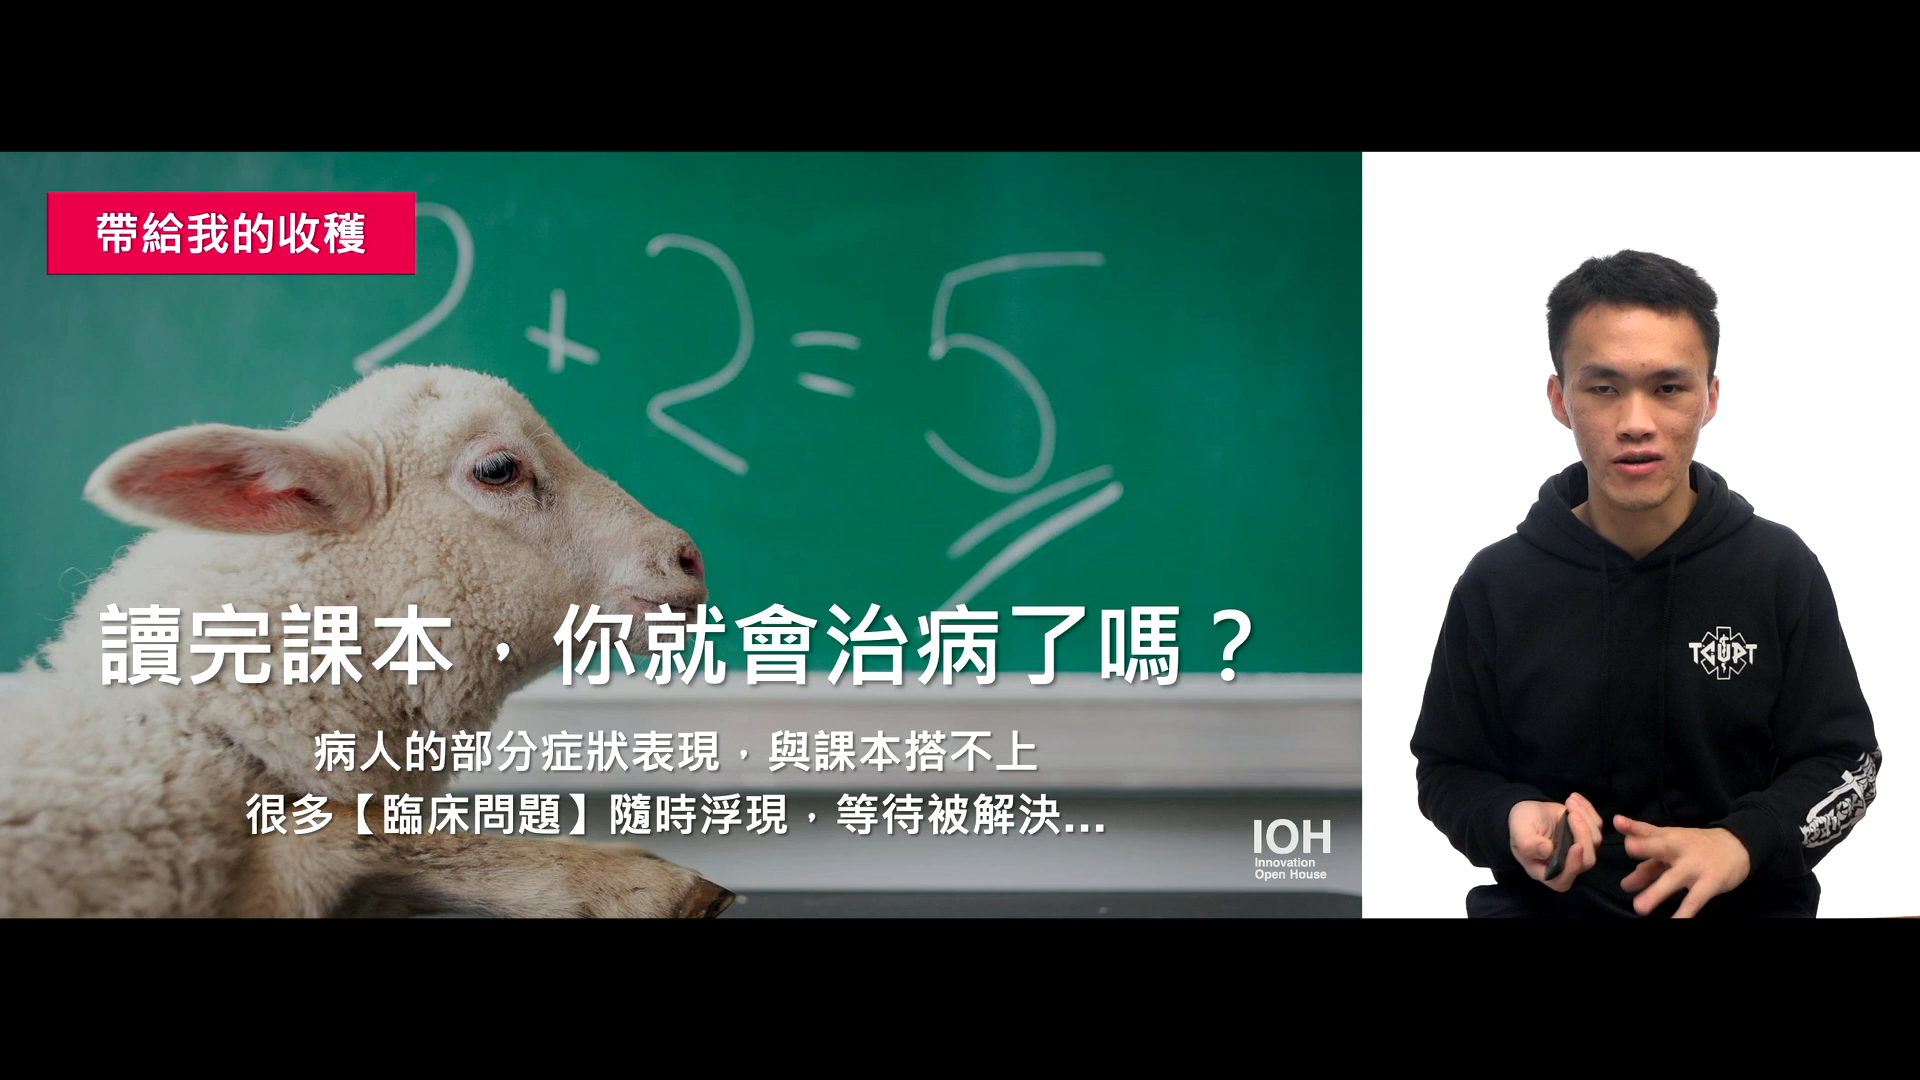 帶給我的收穫
2 + 2 = 5
讀完課本，你就會治病了嗎？
病人的部分症狀表現，與課本搭不上
很多【臨床問題】隨時浮現，等待被解決...
IOH
Innovation
Open House
TCUPT